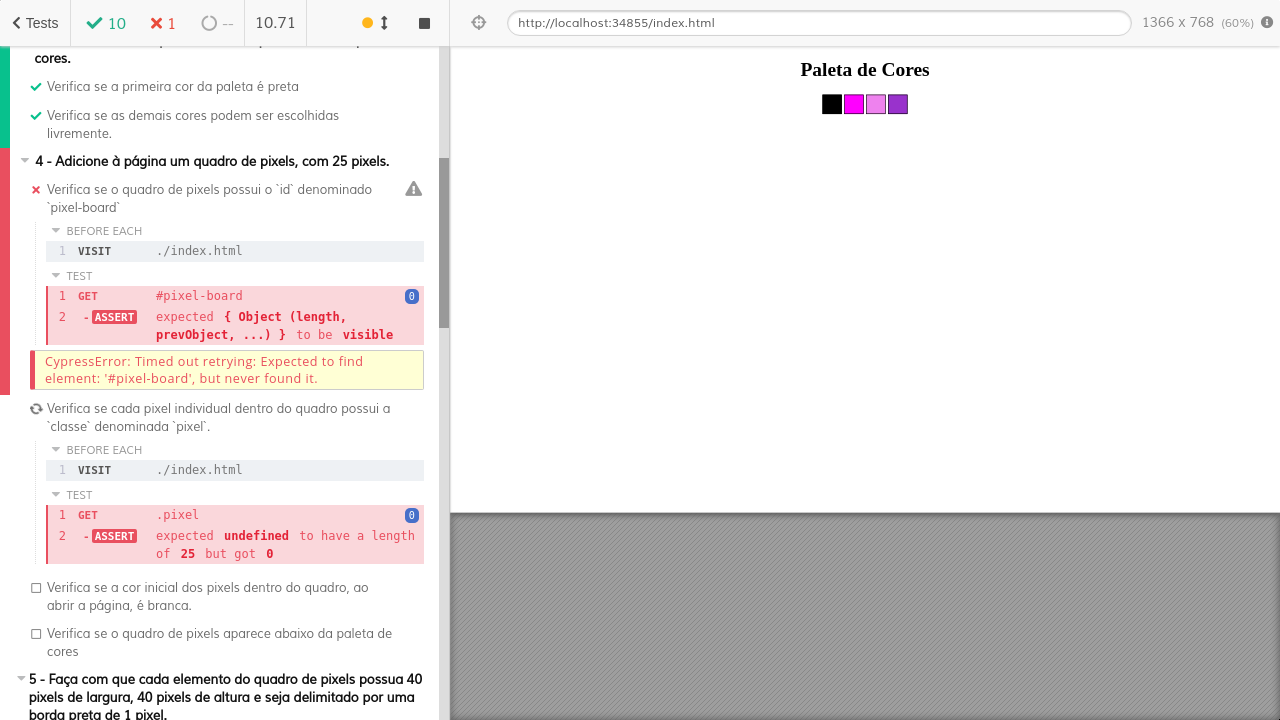 Tests
10
1
--
10.71
http://localhost:34855/index.html
1366 x 768 (60%)
cores.
Verifica se a primeira cor da paleta é preta
Verifica se as demais cores podem ser escolhidas
livremente.
4 - Adicione à página um quadro de pixels, com 25 pixels.
Verifica se o quadro de pixels possui o `id` denominado
`pixel-board`
BEFORE EACH
1 VISIT ./index.html
TEST
1 GET #pixel-board 0
2 -ASSERT expected { Object (length,
prevObject, ...) } to be visible
CypressError: Timed out retrying: Expected to find
element: '#pixel-board', but never found it.
Verifica se cada pixel individual dentro do quadro possui a
`classe` denominada `pixel`.
BEFORE EACH
1 VISIT ./index.html
TEST
1 GET .pixel 0
2 -ASSERT expected undefined to have a length
of 25 but got 0
Verifica se a cor inicial dos pixels dentro do quadro, ao
abrir a página, é branca.
Verifica se o quadro de pixels aparece abaixo da paleta de
cores
5 - Faça com que cada elemento do quadro de pixels possua 40
pixels de largura, 40 pixels de altura e seja delimitado por uma
borda preta de 1 pixel.
Paleta de Cores